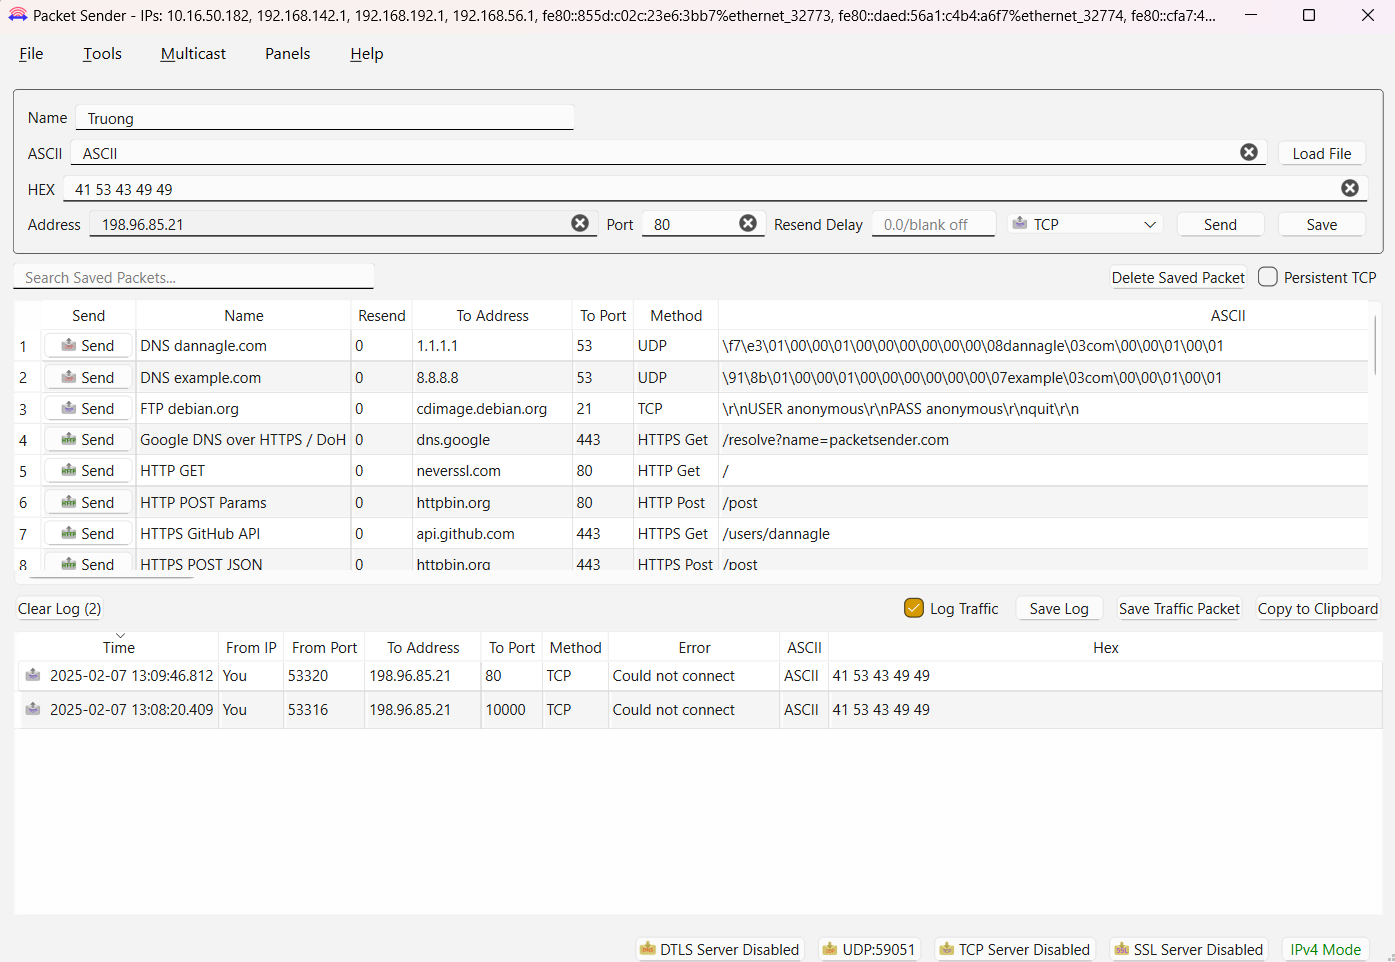 Packet Sender - IPs: 10.16.50.182, 192.168.142.1, 192.168.192.1, 192.168.56.1, fe80::855d:c02c:23e6:3bb7%ethernet_32773, fe80::daed:56a1:c4b4:a6f7%ethernet_32774, fe80::cfa7:4...
File Tools Multicast Panels Help
Name Truong
ASCII ASCII Load File
HEX 41 53 43 49 49
Address 198.96.85.21 Port 80 Resend Delay 0.0/blank off TCP Send Save
Search Saved Packets... Delete Saved Packet Persistent TCP
Send Name Resend To Address To Port Method ASCII
1 Send DNS dannagle.com 0 1.1.1.1 53 UDP \f7\e3\01\00\00\01\00\00\00\00\00\00\08dannagle\03com\00\00\01\00\01
2 Send DNS example.com 0 8.8.8.8 53 UDP \91\8b\01\00\00\01\00\00\00\00\00\00\07example\03com\00\00\01\00\01
3 Send FTP debian.org 0 cdimage.debian.org 21 TCP \r\nUSER anonymous\r\nPASS anonymous\r\nquit\r\n
4 HTTP Send Google DNS over HTTPS / DoH 0 dns.google 443 HTTPS Get /resolve?name=packetsender.com
5 HTTP Send HTTP GET 0 neverssl.com 80 HTTP Get /
6 HTTP Send HTTP POST Params 0 httpbin.org 80 HTTP Post /post
7 HTTP Send HTTPS GitHub API 0 api.github.com 443 HTTPS Get /users/dannagle
8 HTTP Send HTTPS POST JSON 0 httpbin.org 443 HTTPS Post /post
Clear Log (2) Log Traffic Save Log Save Traffic Packet Copy to Clipboard
Time From IP From Port To Address To Port Method Error ASCII Hex
2025-02-07 13:09:46.812 You 53320 198.96.85.21 80 TCP Could not connect ASCII 41 53 43 49 49
2025-02-07 13:08:20.409 You 53316 198.96.85.21 10000 TCP Could not connect ASCII 41 53 43 49 49
DTLS Server Disabled UDP:59051 TCP Server Disabled SSL Server Disabled IPv4 Mode